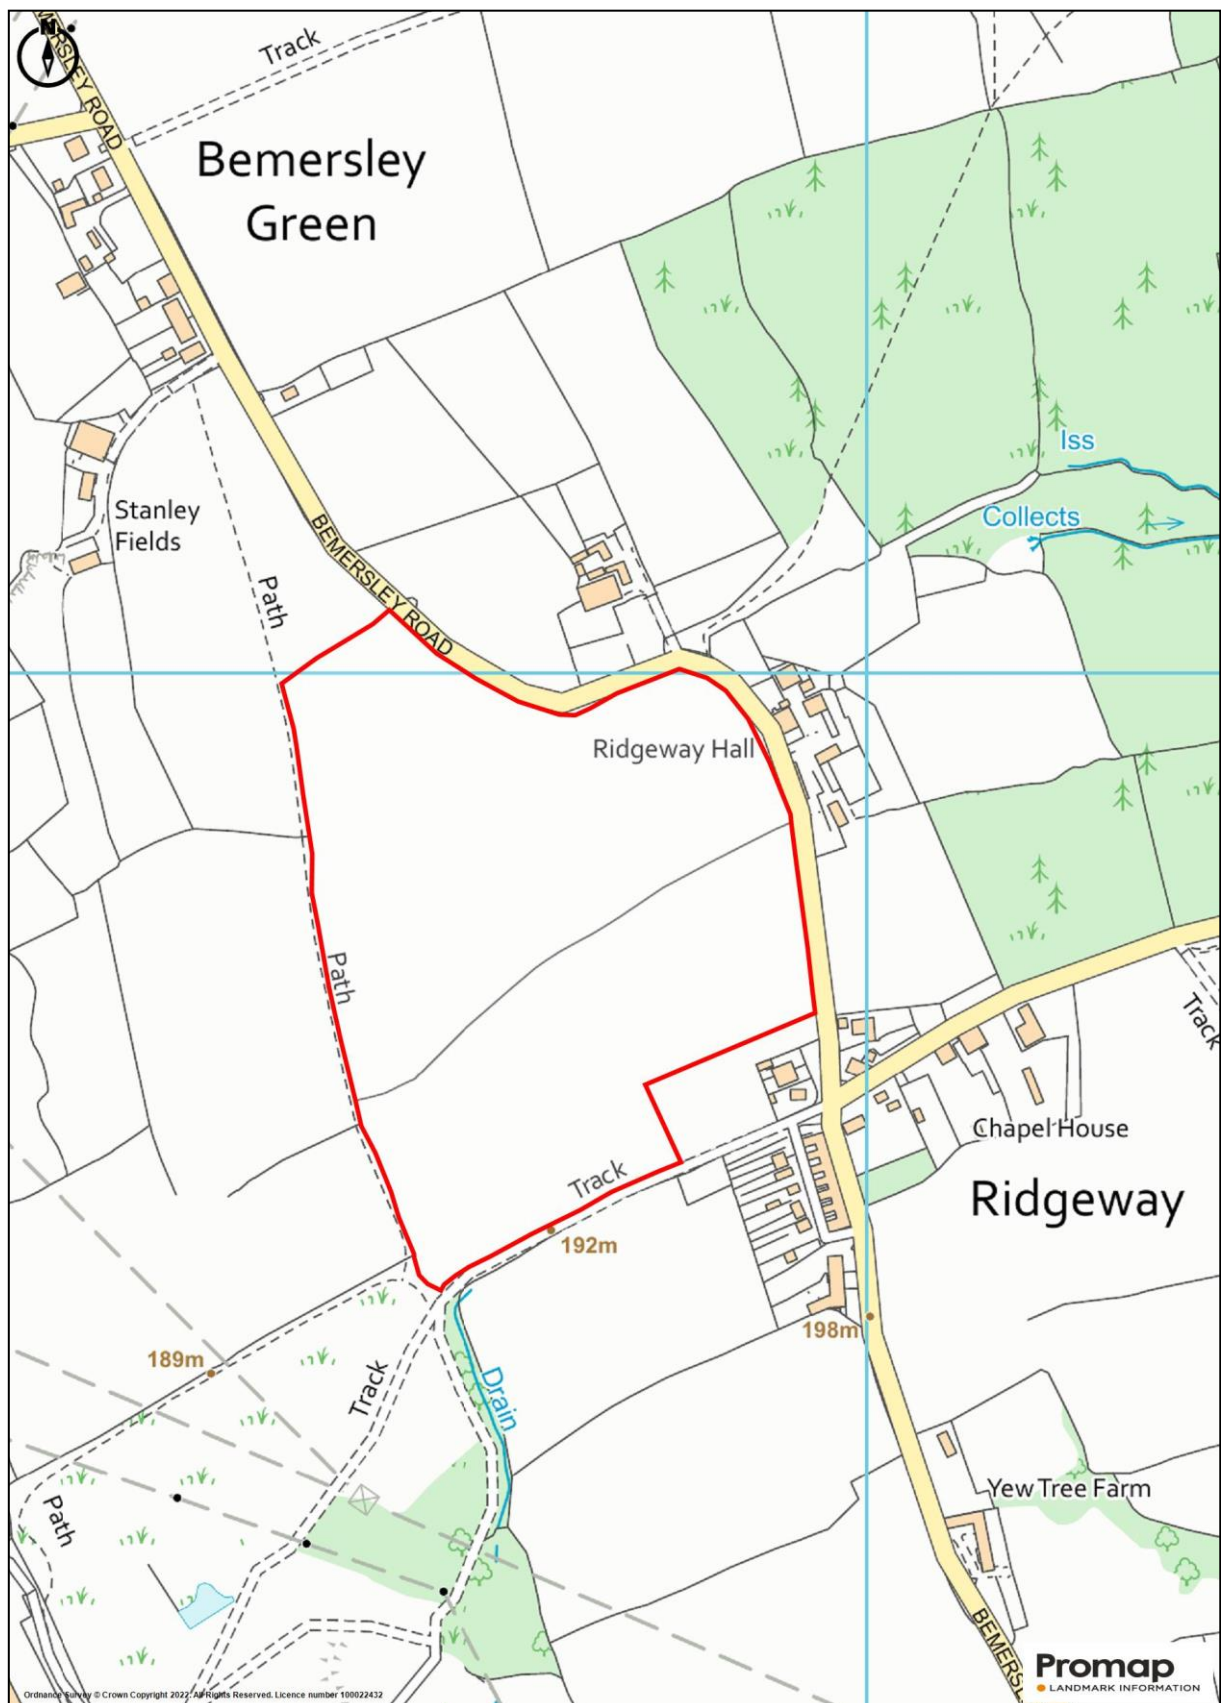 N
MERSLEY ROAD
Track
Bemersley
Green
Iss
Collects
Stanley
Fields
BEMERSLEY ROAD
Path
Ridgeway Hall
Path
Track
Chapel House
Ridgeway
Track
192m
198m
189m
Track
Drain
Yew Tree Farm
Path
BEMERS
Promap
LANDMARK INFORMATION
Ordnance Survey © Crown Copyright 2022. All Rights Reserved. Licence number 100022432